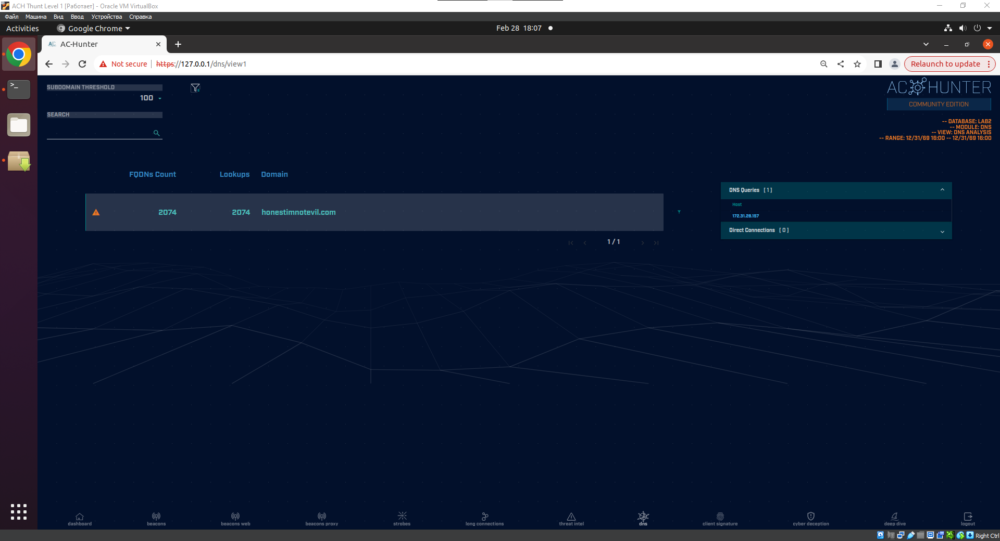 ACH Thunt Level 1 [Работает] - Oracle VM VirtualBox
Файл Машина Вид Ввод Устройства Справка
Activities Google Chrome Feb 28 18:07
AC-Hunter
Not secure https://127.0.0.1/dns/view1 Relaunch to update
SUBDOMAIN THRESHOLD
100
SEARCH
AC HUNTER
COMMUNITY EDITION
-- DATABASE: LAB2
-- MODULE: DNS
-- VIEW: DNS ANALYSIS
-- RANGE: 12/31/69 16:00 -- 12/31/69 16:00
FQDNs Count Lookups Domain
2074 2074 honestimnotevil.com
1 / 1
DNS Queries [ 1 ]
Host
172.31.26.157
Direct Connections [ 0 ]
dashboard beacons beacons web beacons proxy strobes long connections threat intel dns client signature cyber deception deep dive logout
Right Ctrl